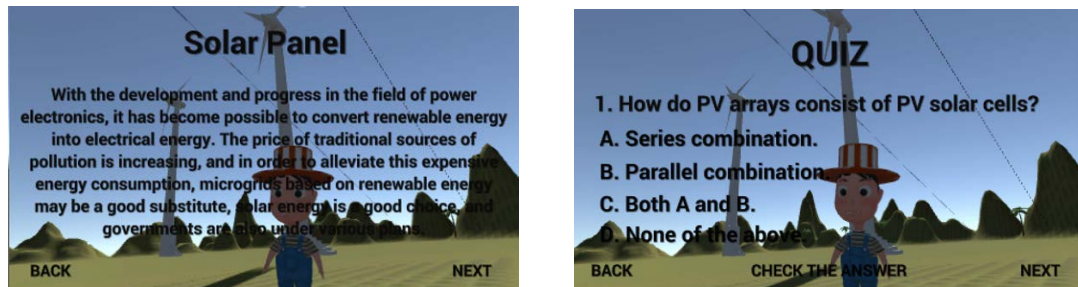 Solar Panel
With the development and progress in the field of power
electronics, it has become possible to convert renewable energy
into electrical energy. The price of traditional sources of
pollution is increasing, and in order to alleviate this expensive
energy consumption, microgrids based on renewable energy
may be a good substitute, solar energy is a good choice, and
governments are also under various plans.
BACK
NEXT
QUIZ
1. How do PV arrays consist of PV solar cells?
A. Series combination.
B. Parallel combination.
C. Both A and B.
D. None of the above.
BACK
CHECK THE ANSWER
NEXT